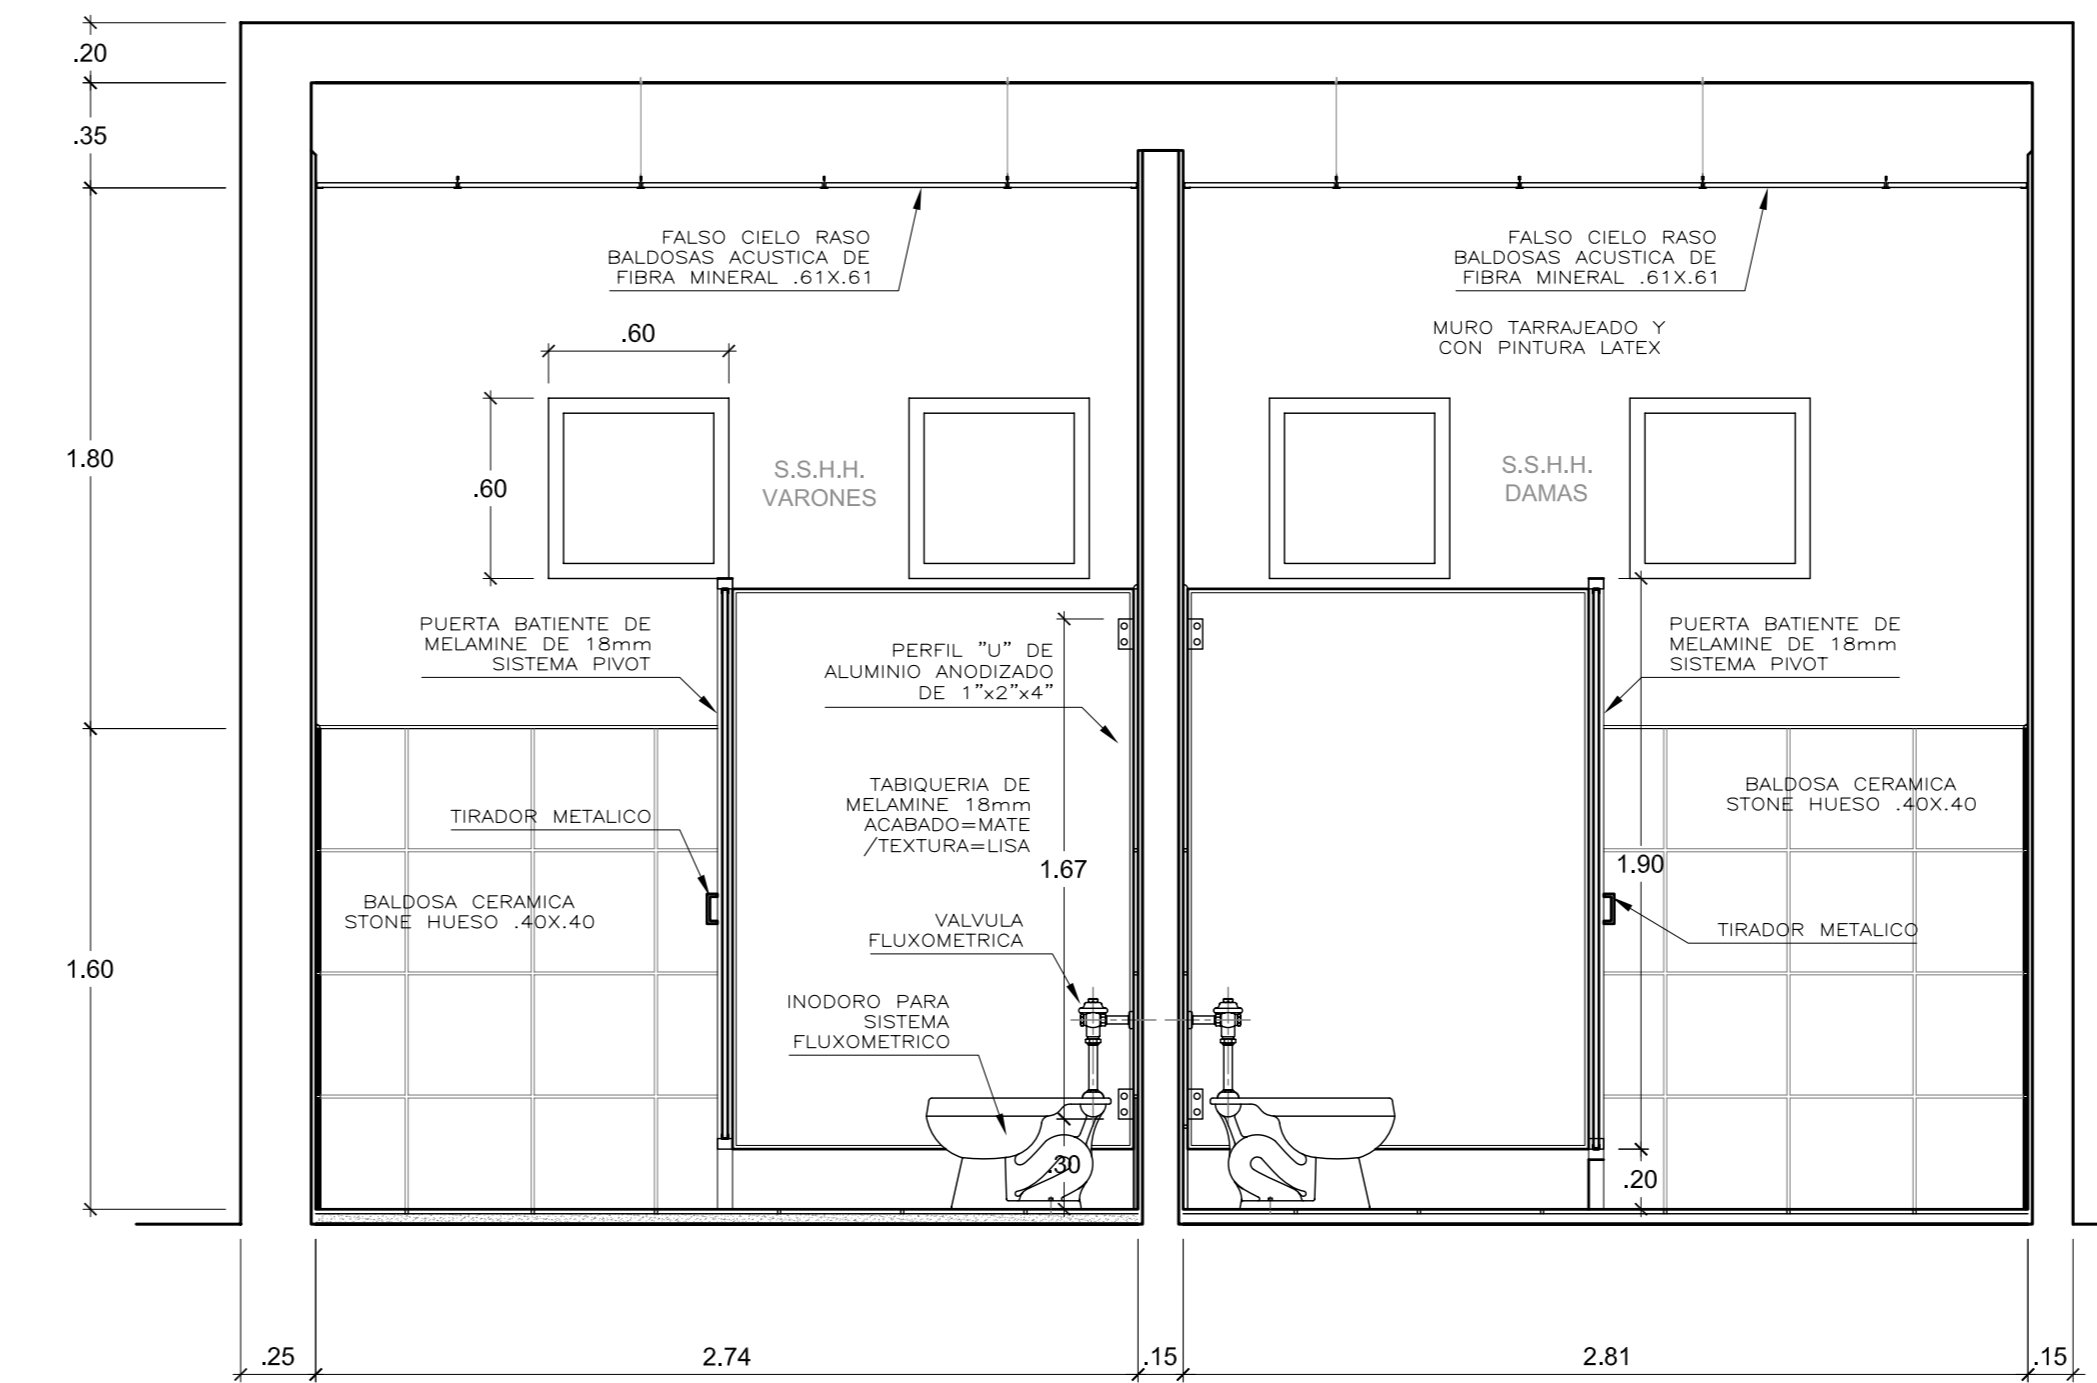 .20
.35
1.80
1.60
FALSO CIELO RASO
BALDOSAS ACUSTICA DE
FIBRA MINERAL .61X.61
FALSO CIELO RASO
BALDOSAS ACUSTICA DE
FIBRA MINERAL .61X.61
MURO TARRAJEADO Y
CON PINTURA LATEX
.60
.60
S.S.H.H.
VARONES
S.S.H.H.
DAMAS
PUERTA BATIENTE DE
MELAMINE DE 18mm
SISTEMA PIVOT
PERFIL "U" DE
ALUMINIO ANODIZADO
DE 1"x2"x4"
PUERTA BATIENTE DE
MELAMINE DE 18mm
SISTEMA PIVOT
TABIQUERIA DE
MELAMINE 18mm
ACABADO=MATE
/TEXTURA=LISA
BALDOSA CERAMICA
STONE HUESO .40X.40
TIRADOR METALICO
1.67
1.90
BALDOSA CERAMICA
STONE HUESO .40X.40
VALVULA
FLUXOMETRICA
TIRADOR METALICO
INODORO PARA
SISTEMA
FLUXOMETRICO
.30
.20
.25
2.74
.15
2.81
.15